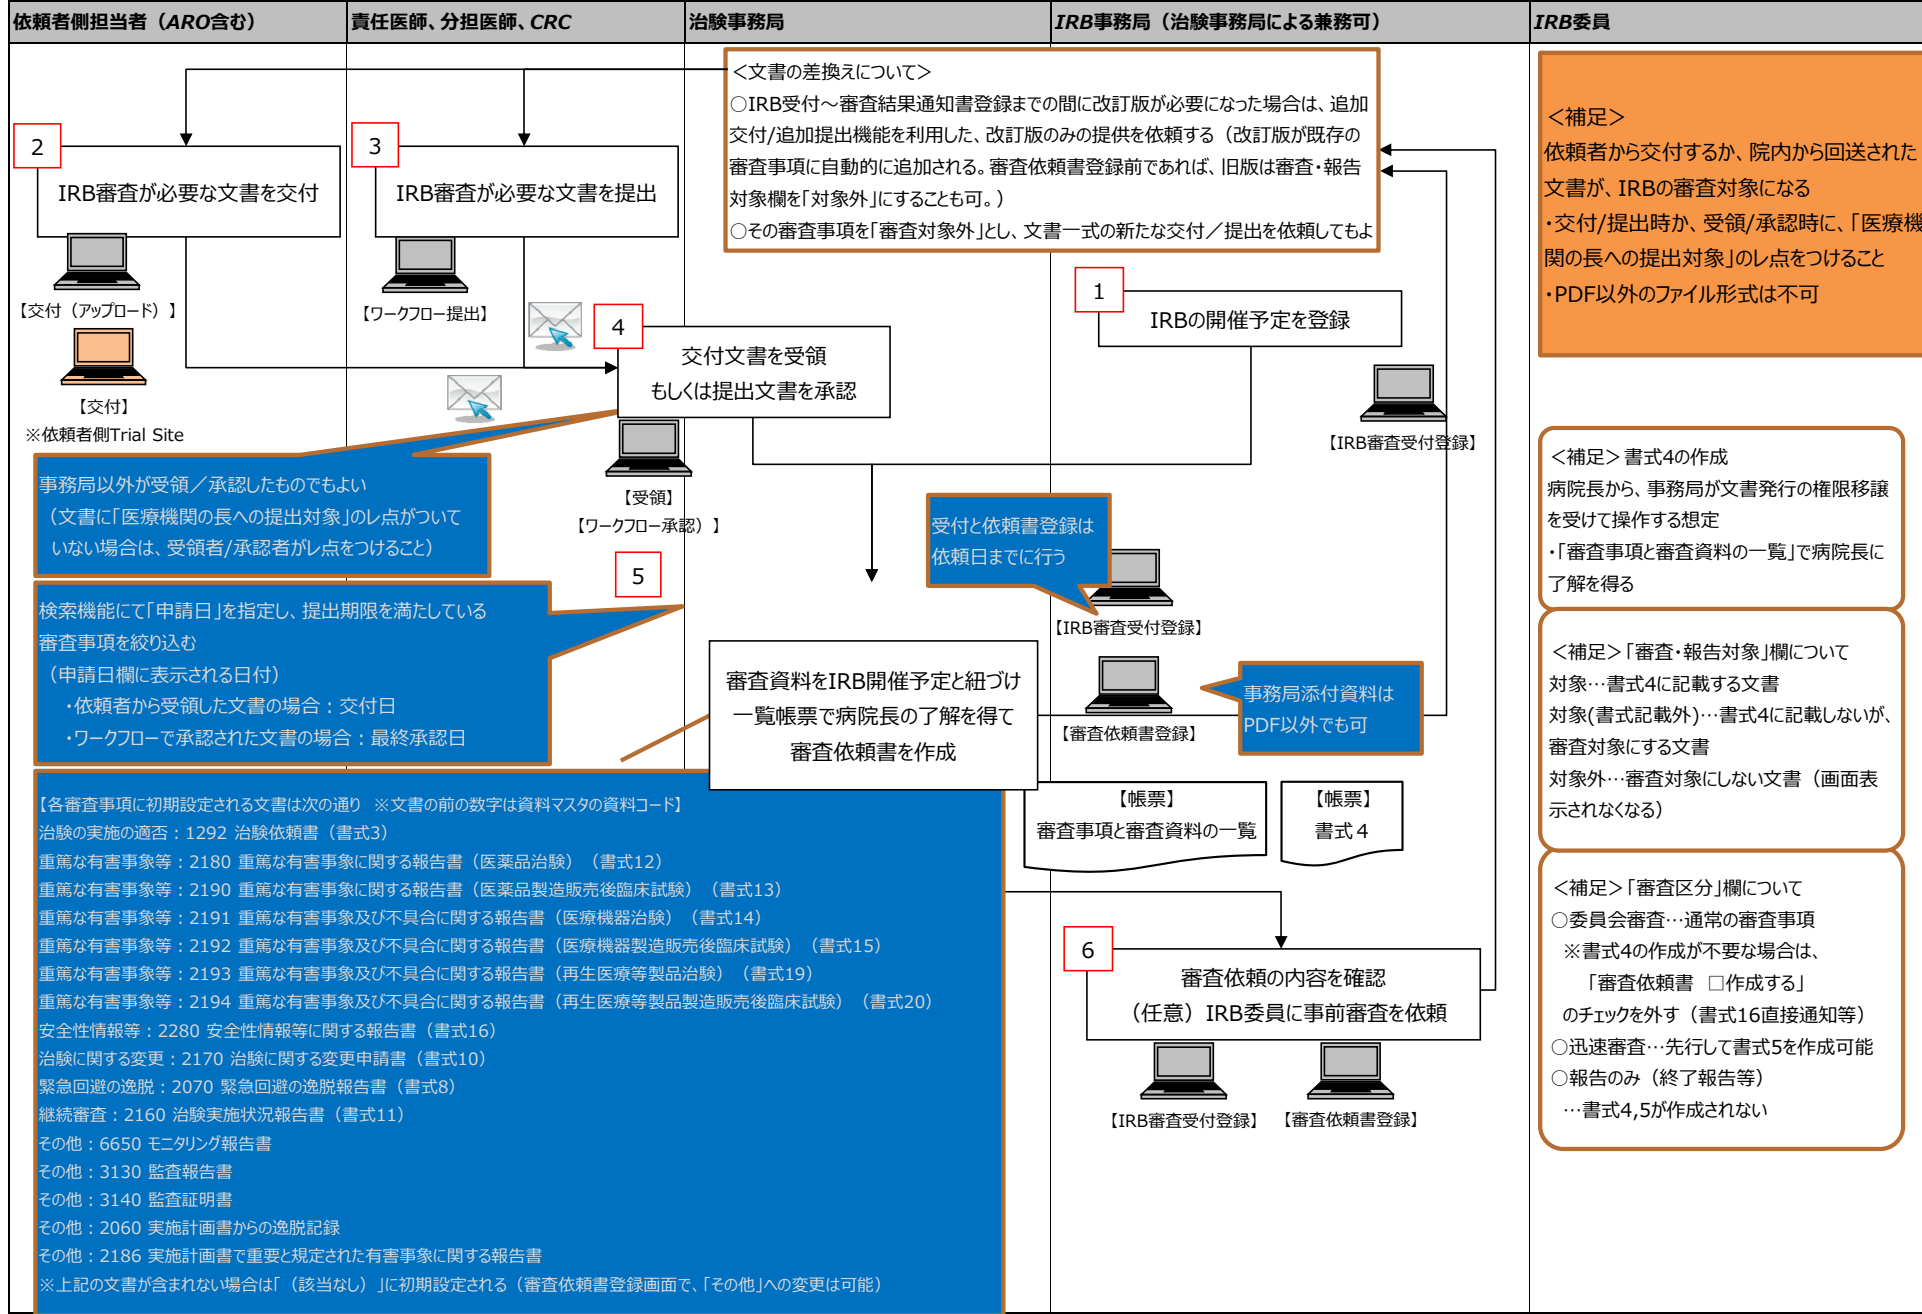 依頼者側担当者（ARO含む）
責任医師、分担医師、CRC
治験事務局
IRB事務局（治験事務局による兼務可）
IRB委員
＜文書の差換えについて＞
○IRB受付～審査結果通知書登録までの間に改訂版が必要になった場合は、追加
交付/追加提出機能を利用した、改訂版のみの提供を依頼する（改訂版が既存の
審査事項に自動的に追加される。審査依頼書登録前であれば、旧版は審査・報告
対象欄を「対象外」にすることも可。）
○その審査事項を「審査対象外」とし、文書一式の新たな交付／提出を依頼してもよ
2
IRB審査が必要な文書を交付
【交付（アップロード）】
【交付】
※依頼者側Trial Site
3
IRB審査が必要な文書を提出
【ワークフロー提出】
4
交付文書を受領
もしくは提出文書を承認
【受領】
【ワークフロー承認）】
1
IRBの開催予定を登録
【IRB審査受付登録】
＜補足＞
依頼者から交付するか、院内から回送された
文書が、IRBの審査対象になる
・交付/提出時か、受領/承認時に、「医療機
関の長への提出対象」のレ点をつけること
・PDF以外のファイル形式は不可
事務局以外が受領／承認したものでもよい
（文書に「医療機関の長への提出対象」のレ点がついて
いない場合は、受領者/承認者がレ点をつけること）
5
検索機能にて「申請日」を指定し、提出期限を満たしている
審査事項を絞り込む
（申請日欄に表示される日付）
・依頼者から受領した文書の場合：交付日
・ワークフローで承認された文書の場合：最終承認日
受付と依頼書登録は
依頼日までに行う
【IRB審査受付登録】
審査資料をIRB開催予定と紐づけ
一覧帳票で病院長の了解を得て
審査依頼書を作成
【審査依頼書登録】
事務局添付資料は
PDF以外でも可
【帳票】
審査事項と審査資料の一覧
【帳票】
書式４
＜補足＞書式4の作成
病院長から、事務局が文書発行の権限移譲
を受けて操作する想定
・「審査事項と審査資料の一覧」で病院長に
了解を得る
＜補足＞「審査・報告対象」欄について
対象…書式4に記載する文書
対象(書式記載外)…書式4に記載しないが、
審査対象にする文書
対象外…審査対象にしない文書（画面表
示されなくなる）
【各審査事項に初期設定される文書は次の通り ※文書の前の数字は資料マスタの資料コード】
治験の実施の適否：1292 治験依頼書（書式3）
重篤な有害事象等：2180 重篤な有害事象に関する報告書（医薬品治験）（書式12）
重篤な有害事象等：2190 重篤な有害事象に関する報告書（医薬品製造販売後臨床試験）（書式13）
重篤な有害事象等：2191 重篤な有害事象及び不具合に関する報告書（医療機器治験）（書式14）
重篤な有害事象等：2192 重篤な有害事象及び不具合に関する報告書（医療機器製造販売後臨床試験）（書式15）
重篤な有害事象等：2193 重篤な有害事象及び不具合に関する報告書（再生医療等製品治験）（書式19）
重篤な有害事象等：2194 重篤な有害事象及び不具合に関する報告書（再生医療等製品製造販売後臨床試験）（書式20）
安全性情報等：2280 安全性情報等に関する報告書（書式16）
治験に関する変更：2170 治験に関する変更申請書（書式10）
緊急回避の逸脱：2070 緊急回避の逸脱報告書（書式8）
継続審査：2160 治験実施状況報告書（書式11）
その他：6650 モニタリング報告書
その他：3130 監査報告書
その他：3140 監査証明書
その他：2060 実施計画書からの逸脱記録
その他：2186 実施計画書で重要と規定された有害事象に関する報告書
※上記の文書が含まれない場合は「（該当なし）」に初期設定される（審査依頼書登録画面で、「その他」への変更は可能）
6
審査依頼の内容を確認
（任意）IRB委員に事前審査を依頼
【IRB審査受付登録】
【審査依頼書登録】
＜補足＞「審査区分」欄について
○委員会審査…通常の審査事項
※書式4の作成が不要な場合は、
「審査依頼書 □作成する」
のチェックを外す（書式16直接通知等）
○迅速審査…先行して書式5を作成可能
○報告のみ（終了報告等）
…書式4,5が作成されない